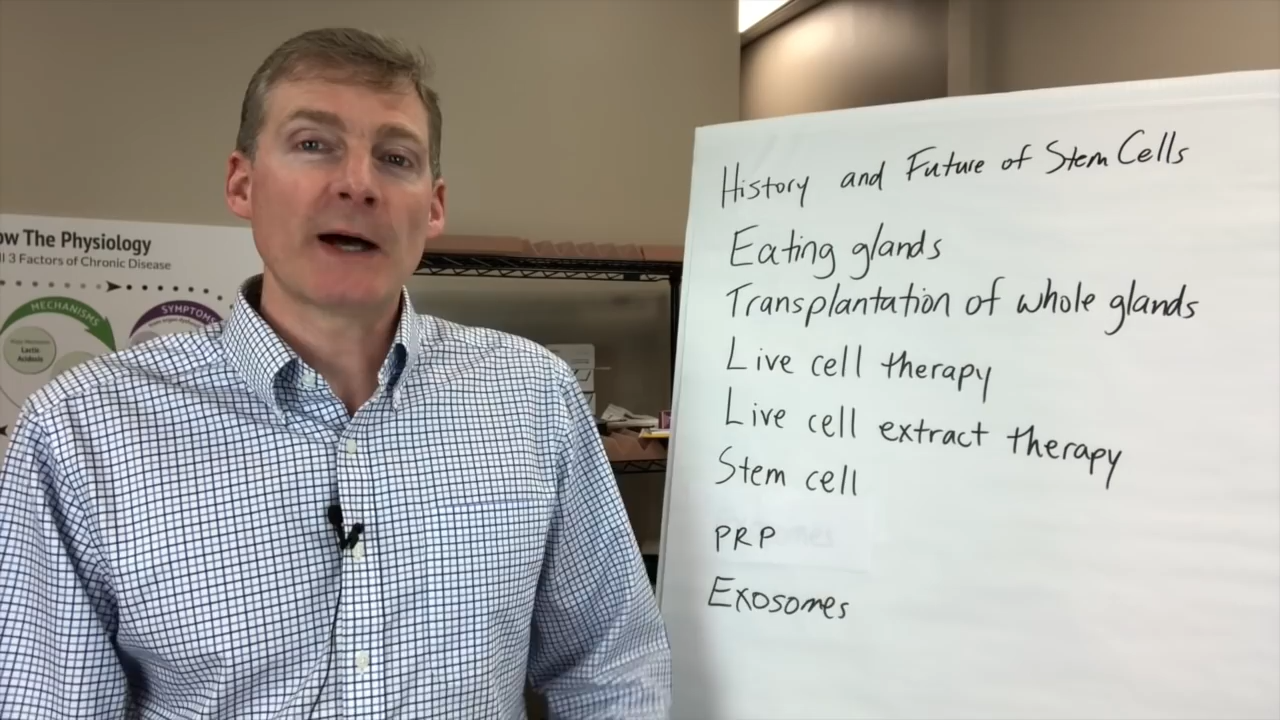 ow The Physiology
ll 3 Factors of Chronic Disease
MECHANISMS
SYMPTOMS
Lactic
Acidosis
History and Future of Stem Cells
Eating glands
Transplantation of whole glands
Live cell therapy
Live cell extract therapy
Stem cell
PRP
Exosomes